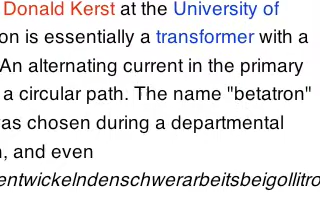 Donald Kerst at the University of
on is essentially a transformer with a
An alternating current in the primary
a circular path. The name "betatron"
was chosen during a departmental
, and even
entwickelndenschwerarbeitsbeigollitro